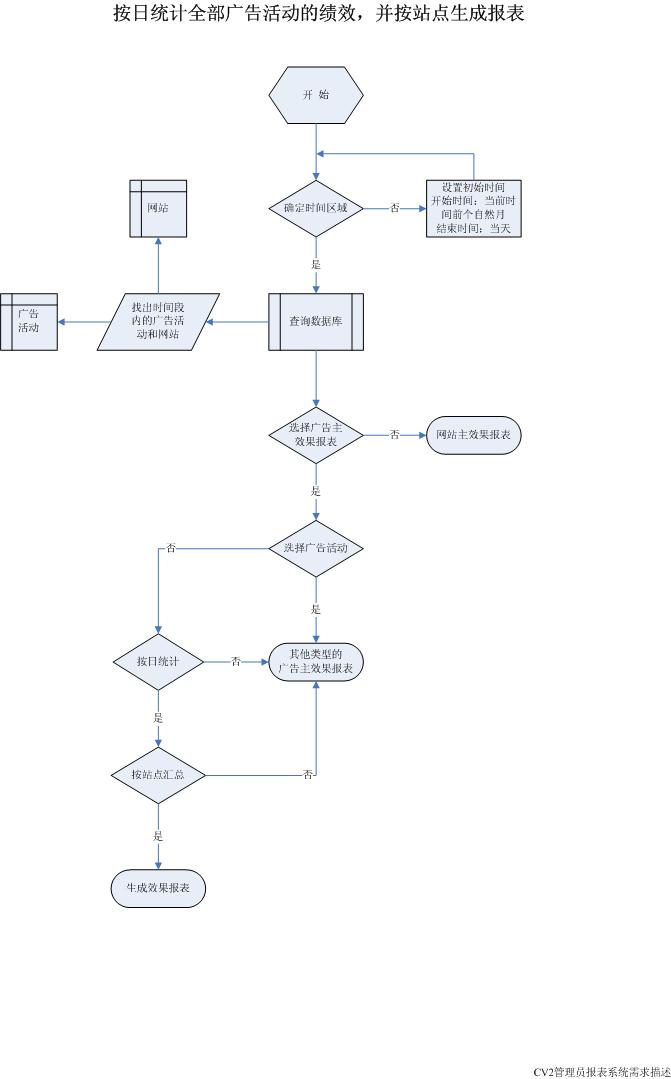 按日统计全部广告活动的绩效，并按站点生成报表
开 始
网站
确定时间区域
否
设置初始时间
开始时间：当前时
间前个自然月
结束时间：当天
是
广告
活动
找出时间段
内的广告活
动和网站
查询数据库
选择广告主
效果报表
否
网站主效果报表
是
否
选择广告活动
是
按日统计
否
其他类型的
广告主效果报表
是
按站点汇总
否
是
生成效果报表
CV2管理员报表系统需求描述